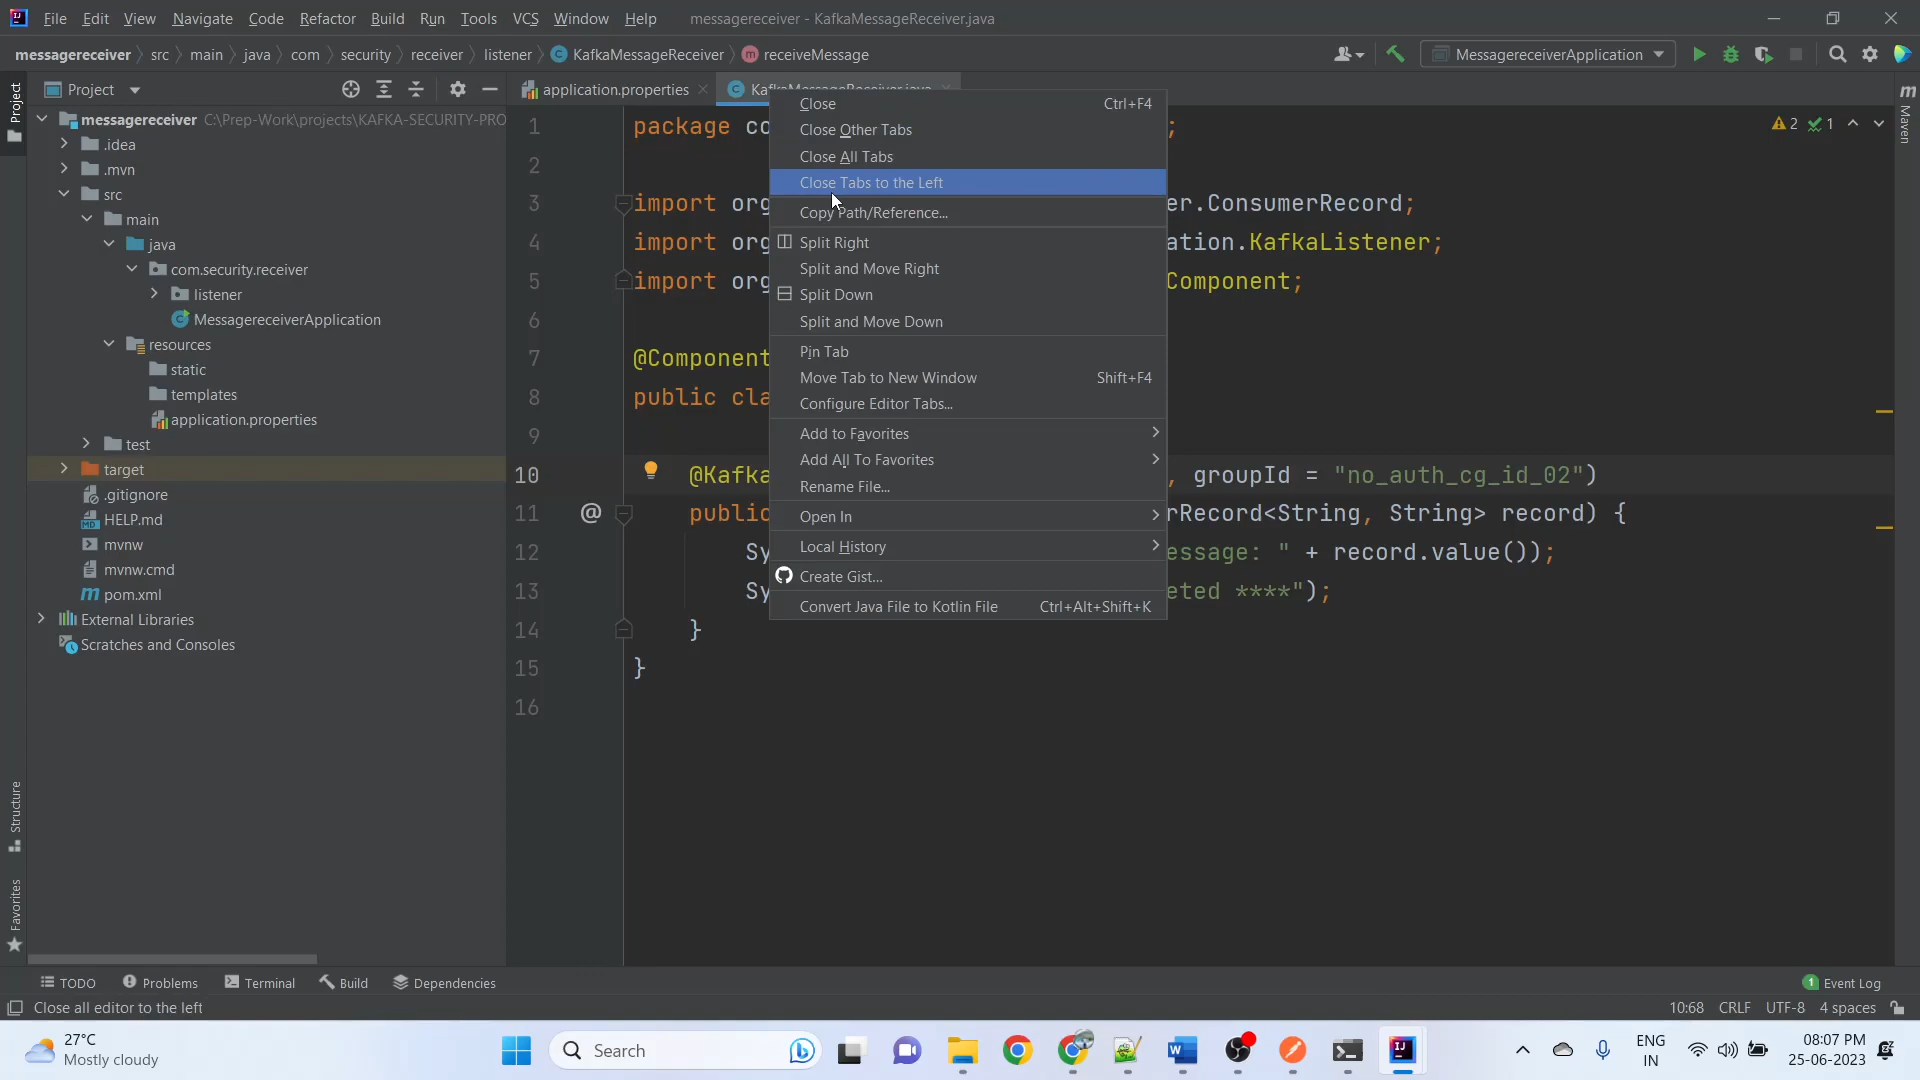 File Edit View Navigate Code Refactor Build Run Tools VCS Window Help messagereceiver - KafkaMessageReceiver.java
messagereceiver src main java com security receiver listener KafkaMessageReceiver receiveMessage MessagereceiverApplication
Project
application.properties
messagereceiver C:\Prep-Work\projects\KAFKA-SECURITY-PRO
.idea
.mvn
src
main
java
com.security.receiver
listener
MessagereceiverApplication
resources
static
templates
application.properties
test
target
.gitignore
HELP.md
mvnw
mvnw.cmd
pom.xml
External Libraries
Scratches and Consoles
Project
Structure
Favorites
Maven
2 1
1 package co ;
2
3 import org er.ConsumerRecord;
4 import org ation.KafkaListener;
5 import org Component;
6
7 @Component
8 public cla
9
10 @Kafka , groupId = "no_auth_cg_id_02")
11 @ public rRecord<String, String> record) {
12 Sy essage: " + record.value());
13 Sy eted ****");
14 }
15 }
16
Close Ctrl+F4
Close Other Tabs
Close All Tabs
Close Tabs to the Left
Copy Path/Reference...
Split Right
Split and Move Right
Split Down
Split and Move Down
Pin Tab
Move Tab to New Window Shift+F4
Configure Editor Tabs...
Add to Favorites
Add All To Favorites
Rename File...
Open In
Local History
Create Gist...
Convert Java File to Kotlin File Ctrl+Alt+Shift+K
TODO Problems Terminal Build Dependencies 1 Event Log
Close all editor to the left 10:68 CRLF UTF-8 4 spaces
27°C
Mostly cloudy
Search
ENG
IN
08:07 PM
25-06-2023